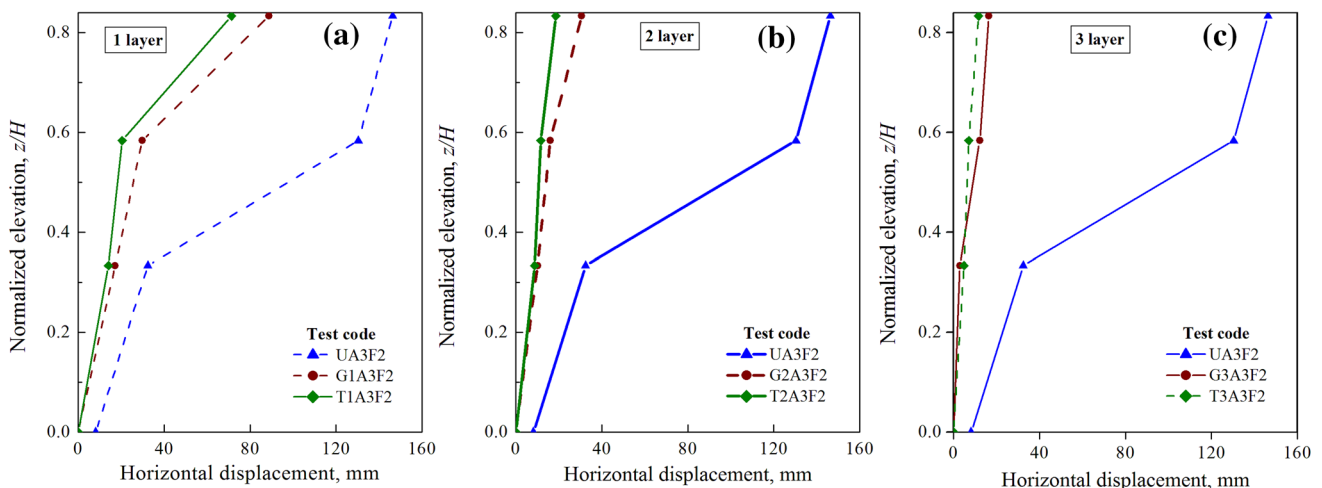 1 layer
(a)
0.8
0.6
0.4
0.2
0.0
Normalized elevation, z/H
Test code
UA3F2
G1A3F2
T1A3F2
0 40 80 120 160
Horizontal displacement, mm
2 layer
(b)
0.8
0.6
0.4
0.2
0.0
Normalized elevation, z/H
Test code
UA3F2
G2A3F2
T2A3F2
0 40 80 120 160
Horizontal displacement, mm
3 layer
(c)
0.8
0.6
0.4
0.2
0.0
Normalized elevation, z/H
Test code
UA3F2
G3A3F2
T3A3F2
0 40 80 120 160
Horizontal displacement, mm